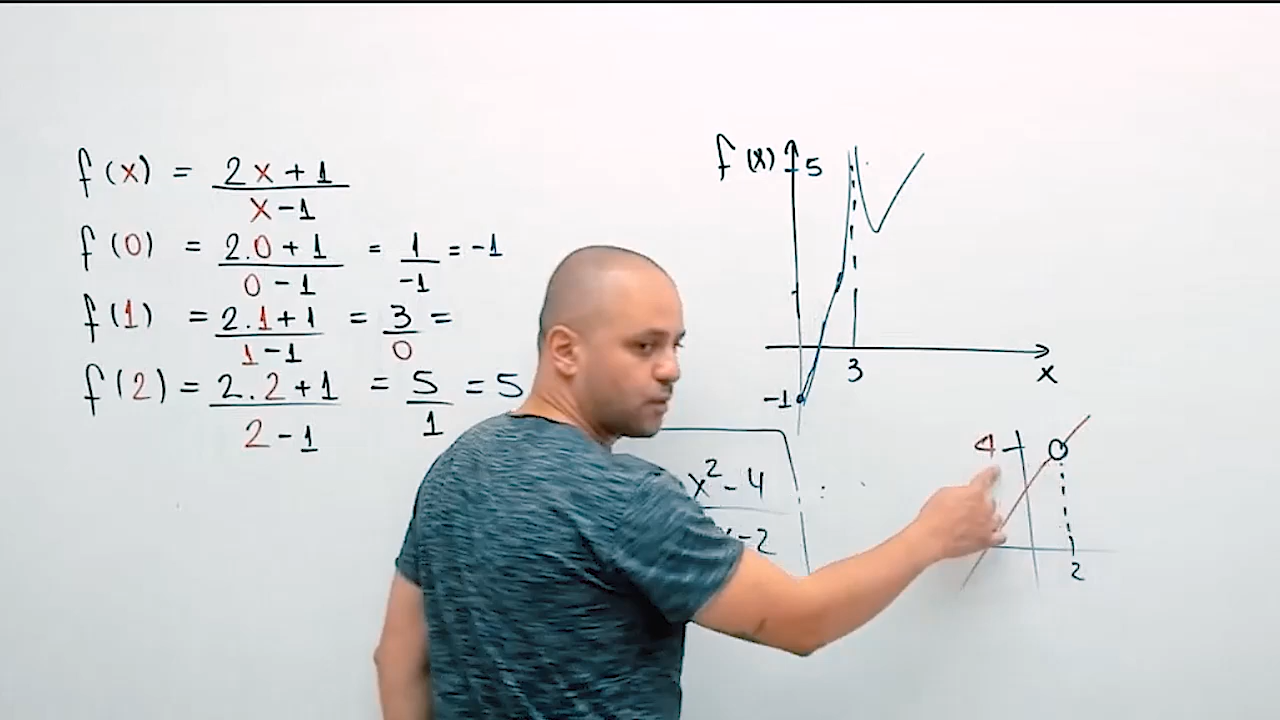 f(x) = (2x+1)/(x-1)
f(0) = (2.0+1)/(0-1) = 1/-1 = -1
f(1) = (2.1+1)/(1-1) = 3/0 =
f(2) = (2.2+1)/(2-1) = 5/1 = 5
f(x)
5
3
x
-1
x²-4
-2
4
2